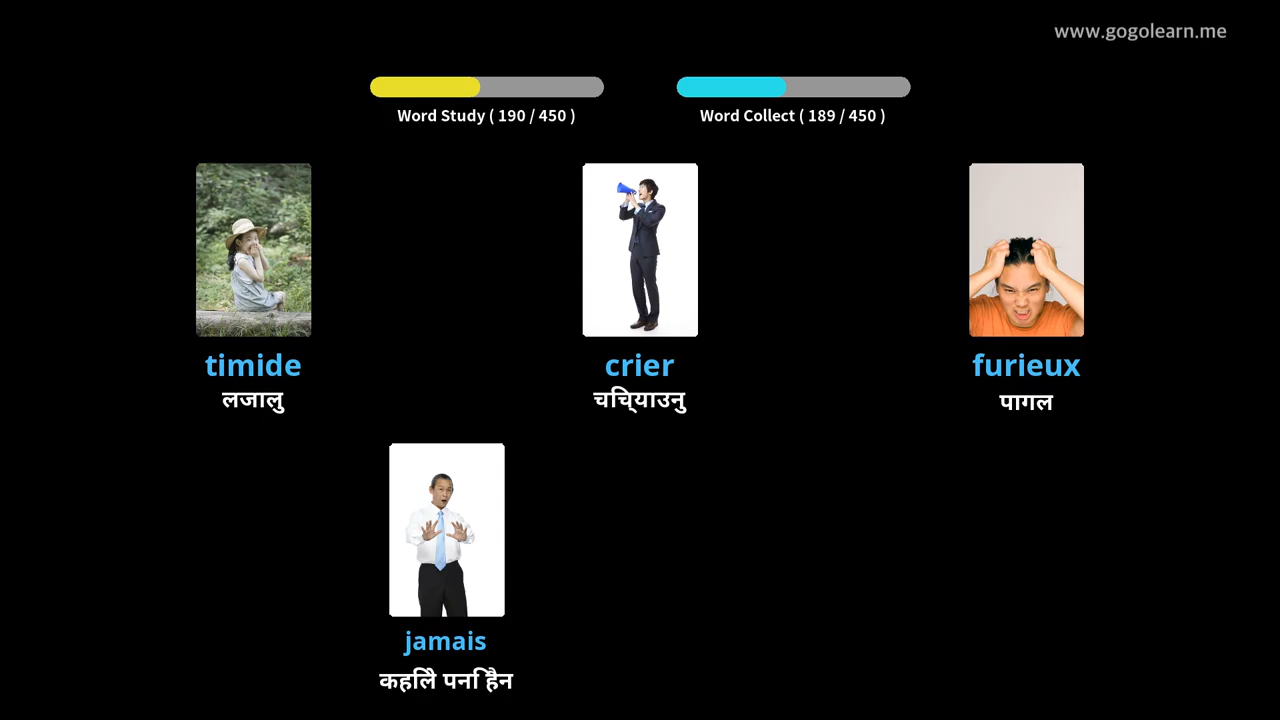 www.gogolearn.me
Word Study ( 190 / 450 )
Word Collect ( 189 / 450 )
timide
लजालु
crier
चिच्याउनु
furieux
पागल
jamais
कहिले पनि हैन